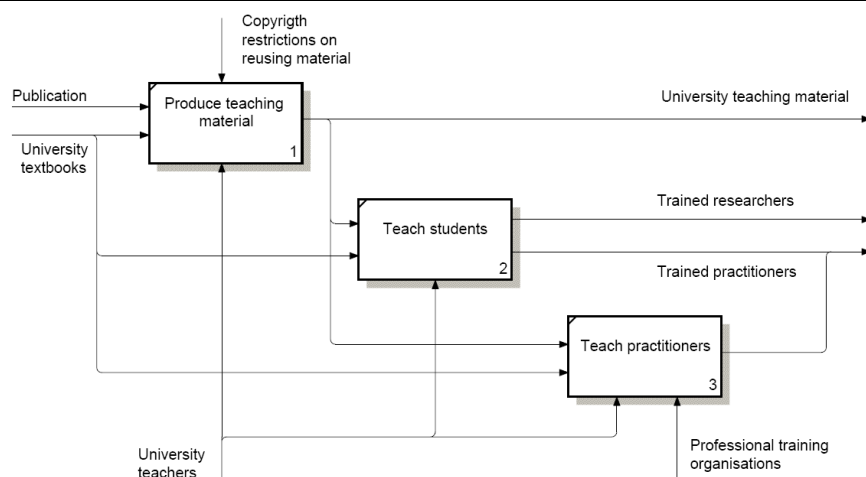 Copyrigth
restrictions on
reusing material
Publication
Produce teaching
material
1
University teaching material
University
textbooks
Trained researchers
Teach students
2
Trained practitioners
Teach practitioners
3
University
teachers
Professional training
organisations